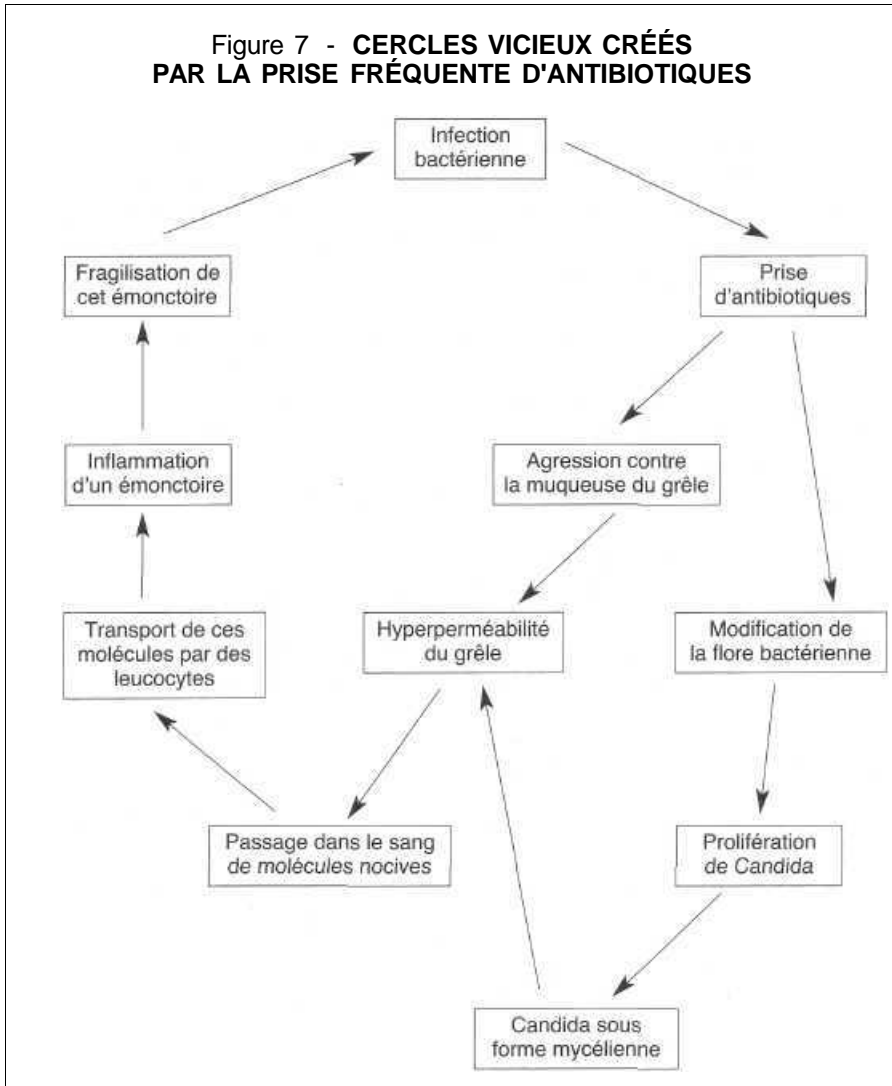 Figure 7 - CERCLES VICIEUX CRÉÉS
PAR LA PRISE FRÉQUENTE D'ANTIBIOTIQUES
Infection
bactérienne
Fragilisation de
cet émonctoire
Prise
d'antibiotiques
Inflammation
d'un émonctoire
Agression contre
la muqueuse du grêle
Transport de ces
molécules par des
leucocytes
Hyperperméabilité
du grêle
Modification de
la flore bactérienne
Passage dans le sang
de molécules nocives
Prolifération
de Candida
Candida sous
forme mycélienne